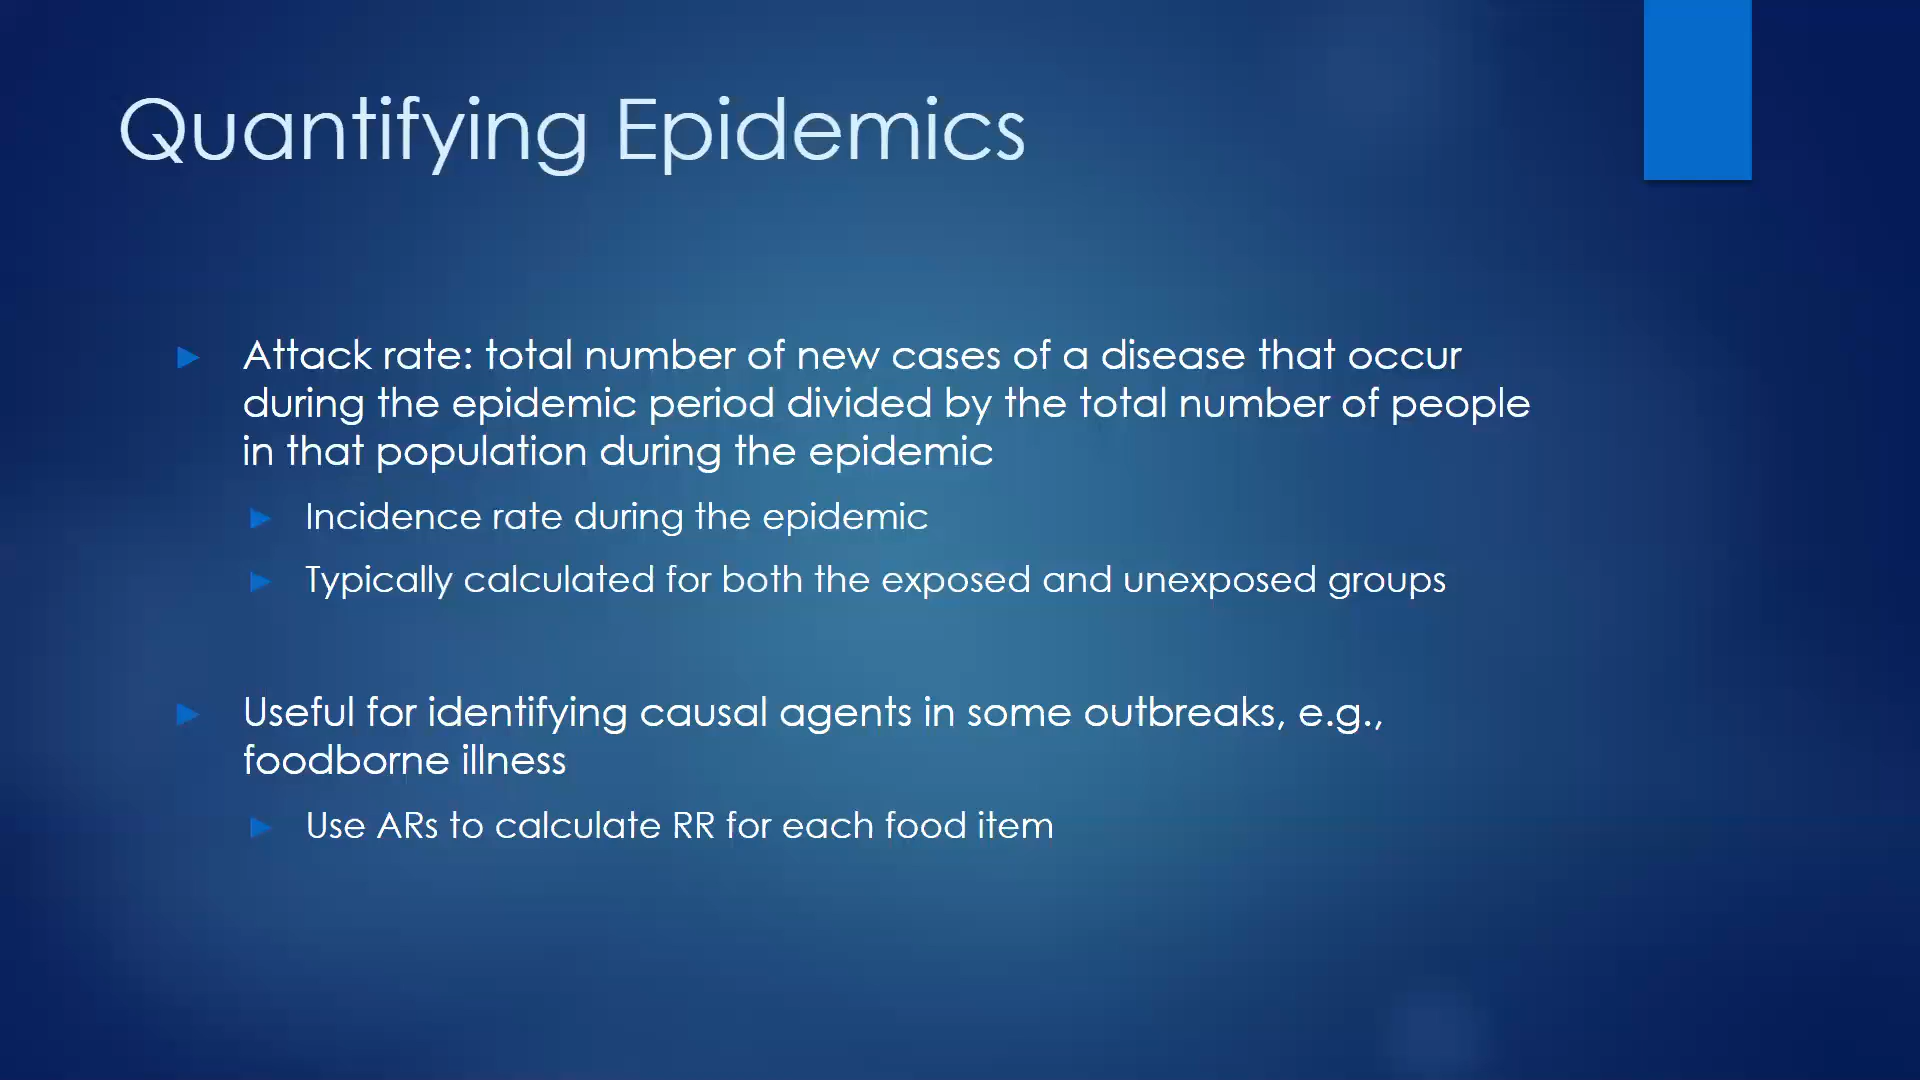 Quantifying Epidemics
Attack rate: total number of new cases of a disease that occur
during the epidemic period divided by the total number of people
in that population during the epidemic
Incidence rate during the epidemic
Typically calculated for both the exposed and unexposed groups
Useful for identifying causal agents in some outbreaks, e.g.,
foodborne illness
Use ARs to calculate RR for each food item